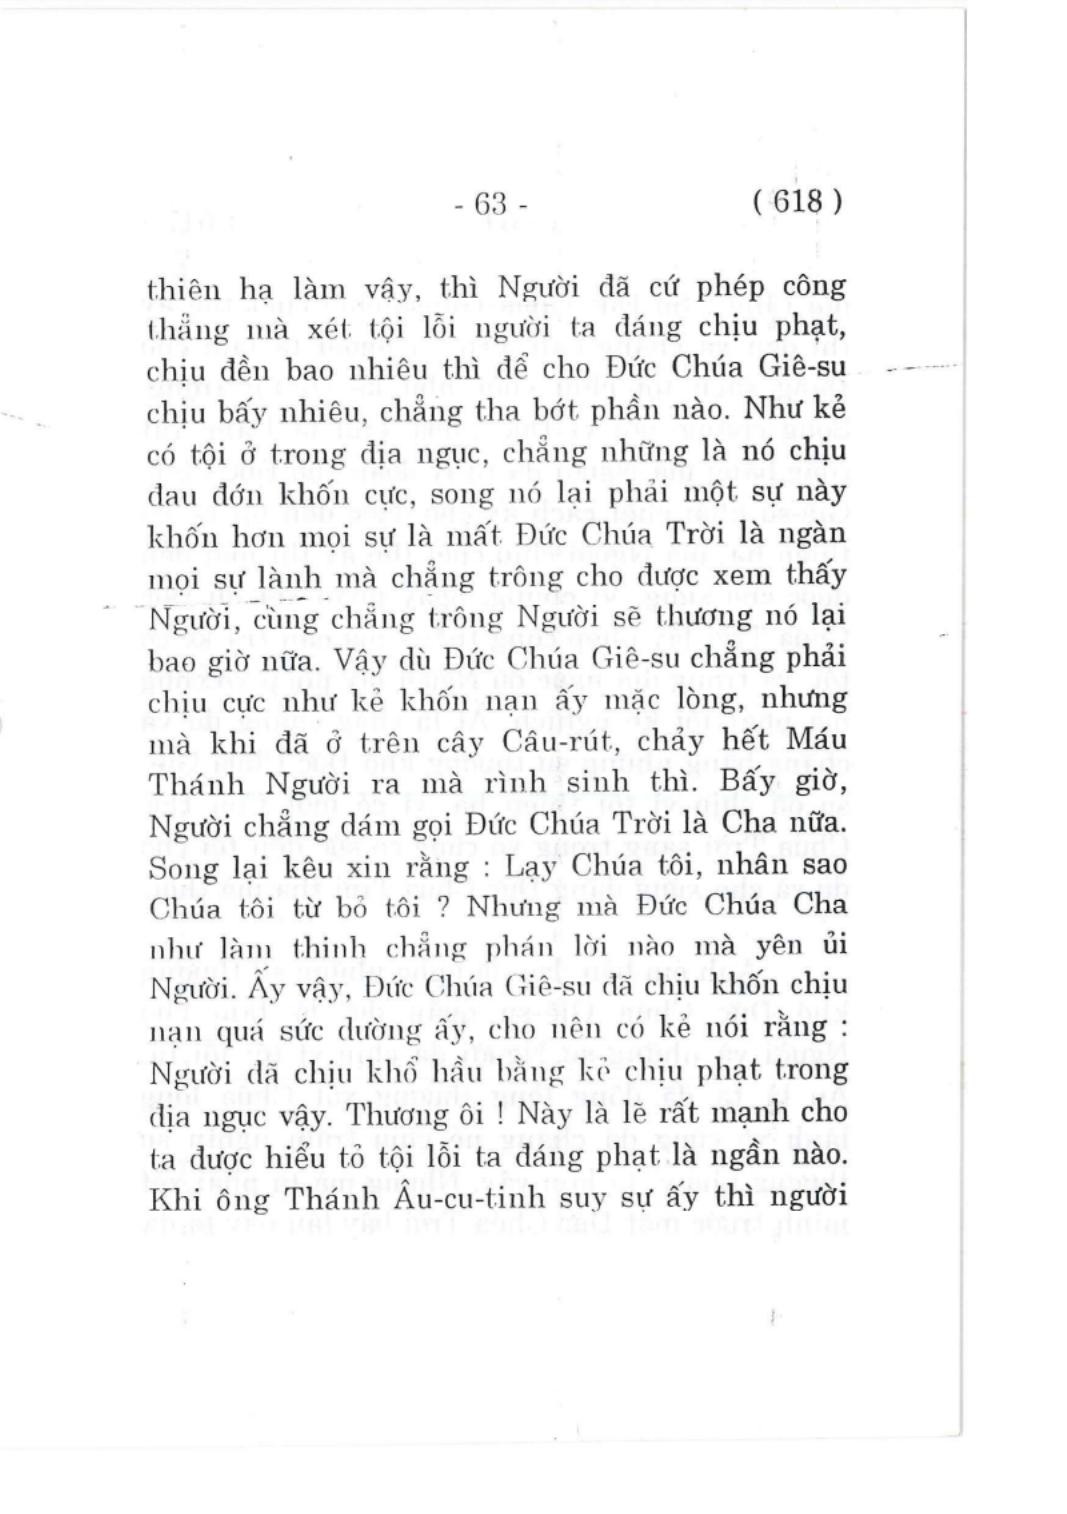 - 63 - ( 618 )
thiên hạ làm vậy, thì Người đã cứ phép công
thẳng mà xét tội lỗi người ta đáng chịu phạt,
chịu đền bao nhiêu thì để cho Đức Chúa Giê-su
chịu bấy nhiêu, chẳng tha bớt phần nào. Như kẻ
có tội ở trong địa ngục, chẳng những là nó chịu
đau đớn khốn cực, song nó lại phải một sự này
khốn hơn mọi sự là mất Đức Chúa Trời là ngàn
mọi sự lành mà chẳng trông cho được xem thấy
Người, cùng chẳng trông Người sẽ thương nó lại
bao giờ nữa. Vậy dù Đức Chúa Giê-su chẳng phải
chịu cực như kẻ khốn nạn ấy mặc lòng, nhưng
mà khi đã ở trên cây Câu-rút, chảy hết Máu
Thánh Người ra mà rình sinh thì. Bấy giờ,
Người chẳng dám gọi Đức Chúa Trời là Cha nữa.
Song lại kêu xin rằng : Lạy Chúa tôi, nhân sao
Chúa tôi từ bỏ tôi ? Nhưng mà Đức Chúa Cha
như làm thinh chẳng phán lời nào mà yên ủi
Người. Ấy vậy, Đức Chúa Giê-su đã chịu khốn chịu
nạn quá sức dường ấy, cho nên có kẻ nói rằng :
Người đã chịu khổ hầu bằng kẻ chịu phạt trong
địa ngục vậy. Thương ôi ! Này là lẽ rất mạnh cho
ta được hiểu tỏ tội lỗi ta đáng phạt là ngần nào.
Khi ông Thánh Âu-cu-tinh suy sự ấy thì người